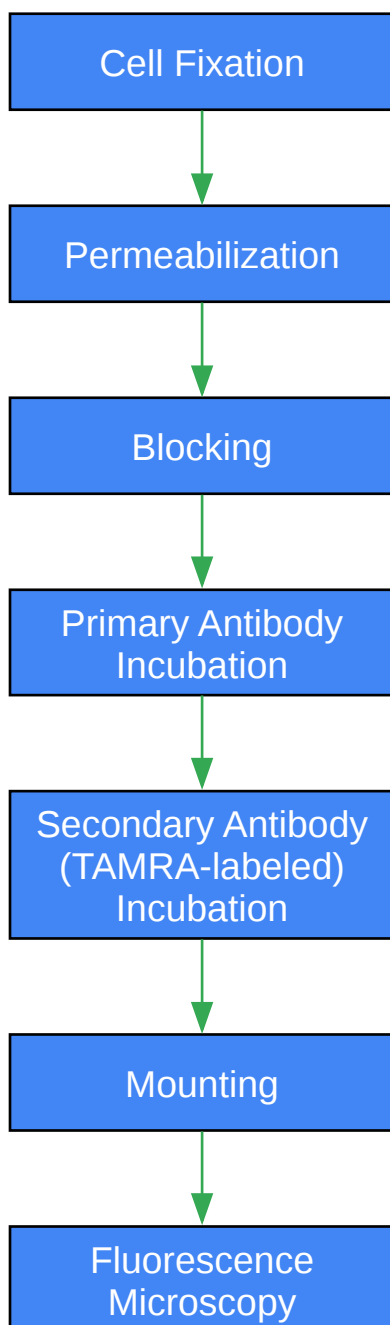 Cell Fixation
Permeabilization
Blocking
Primary Antibody
Incubation
Secondary Antibody
(TAMRA-labeled)
Incubation
Mounting
Fluorescence
Microscopy